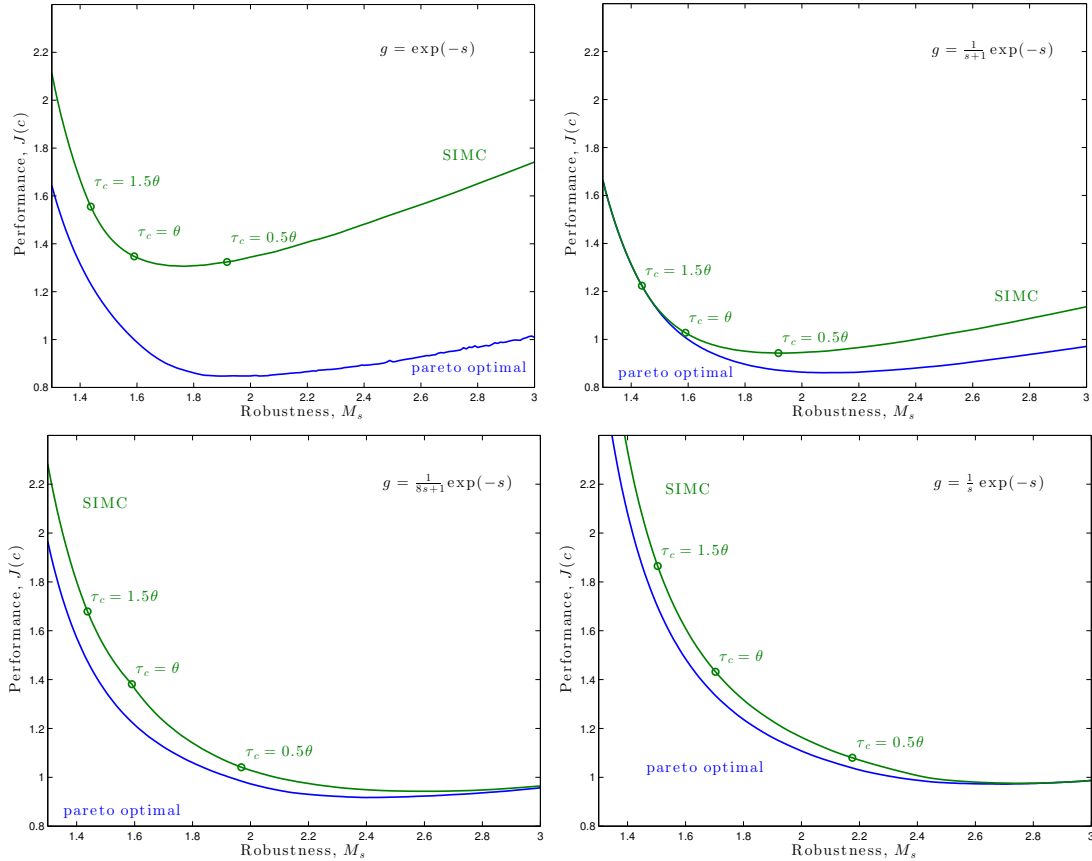 g = exp(−s)
2.2
2
1.8
1.6
1.4
1.2
1
0.8
Performance, J(c)
SIMC
τc = 1.5θ
τc = θ
τc = 0.5θ
pareto optimal
1.4 1.6 1.8 2 2.2 2.4 2.6 2.8 3
Robustness, Ms
g = 1/(s+1) exp(−s)
2.2
2
1.8
1.6
1.4
1.2
1
0.8
Performance, J(c)
τc = 1.5θ
SIMC
τc = θ
τc = 0.5θ
pareto optimal
1.4 1.6 1.8 2 2.2 2.4 2.6 2.8 3
Robustness, Ms
g = 1/(8s+1) exp(−s)
2.2
2
1.8
1.6
1.4
1.2
1
0.8
Performance, J(c)
SIMC
τc = 1.5θ
τc = θ
τc = 0.5θ
pareto optimal
1.4 1.6 1.8 2 2.2 2.4 2.6 2.8 3
Robustness, Ms
g = 1/s exp(−s)
2.2
2
1.8
1.6
1.4
1.2
1
0.8
Performance, J(c)
SIMC
τc = 1.5θ
τc = θ
τc = 0.5θ
pareto optimal
1.4 1.6 1.8 2 2.2 2.4 2.6 2.8 3
Robustness, Ms